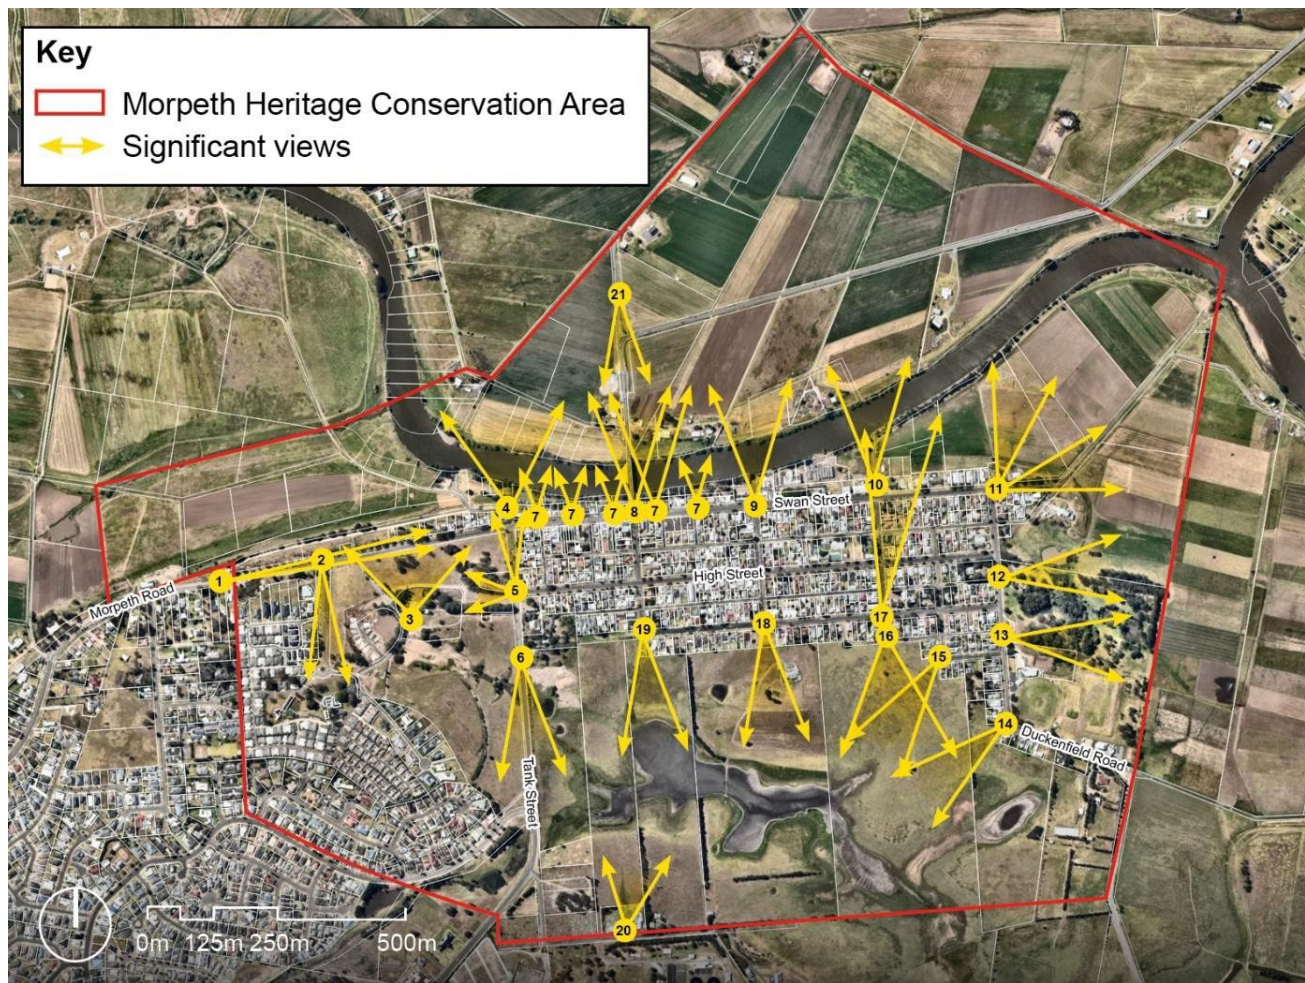 Key
Morpeth Heritage Conservation Area
Significant views
21
4
7
7
7
8
7
7
9
Swan Street
10
11
1
2
Morpeth Road
3
5
High Street
12
19
18
17
16
13
6
15
14
Duckenfield Road
Tank Street
20
0m 125m 250m 500m